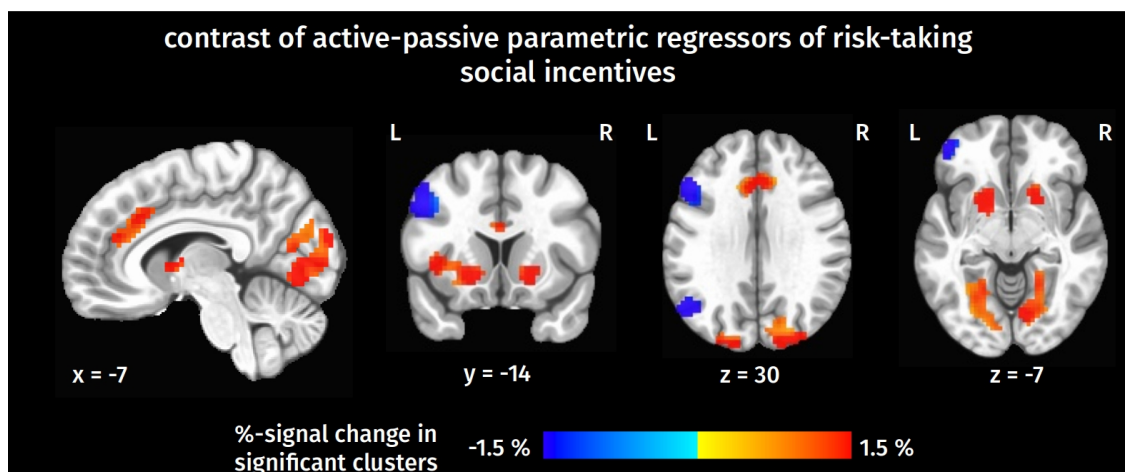 contrast of active-passive parametric regressors of risk-taking
social incentives
L
R
L
R
L
R
x = -7
y = -14
z = 30
z = -7
%-signal change in
significant clusters
-1.5 %
1.5 %